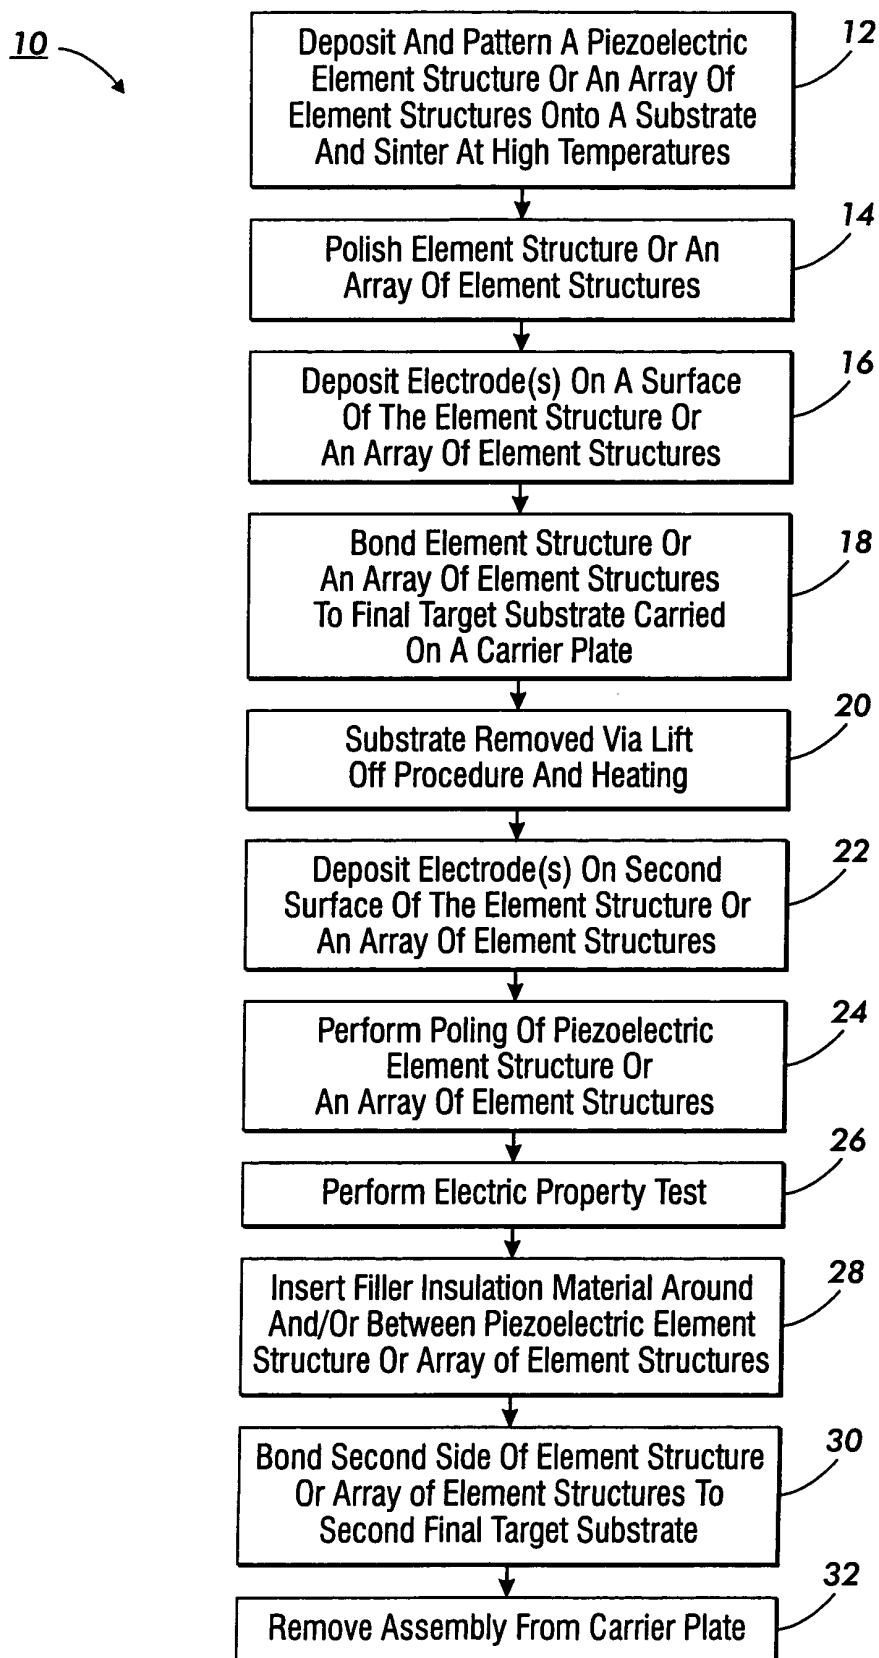 10
Deposit And Pattern A Piezoelectric
Element Structure Or An Array Of
Element Structures Onto A Substrate
And Sinter At High Temperatures
12
Polish Element Structure Or An
Array Of Element Structures
14
Deposit Electrode(s) On A Surface
Of The Element Structure Or
An Array Of Element Structures
16
Bond Element Structure Or
An Array Of Element Structures
To Final Target Substrate Carried
On A Carrier Plate
18
Substrate Removed Via Lift
Off Procedure And Heating
20
Deposit Electrode(s) On Second
Surface Of The Element Structure Or
An Array Of Element Structures
22
Perform Poling Of Piezoelectric
Element Structure Or
An Array Of Element Structures
24
Perform Electric Property Test
26
Insert Filler Insulation Material Around
And/Or Between Piezoelectric Element
Structure Or Array of Element Structures
28
Bond Second Side Of Element Structure
Or Array of Element Structures To
Second Final Target Substrate
30
Remove Assembly From Carrier Plate
32